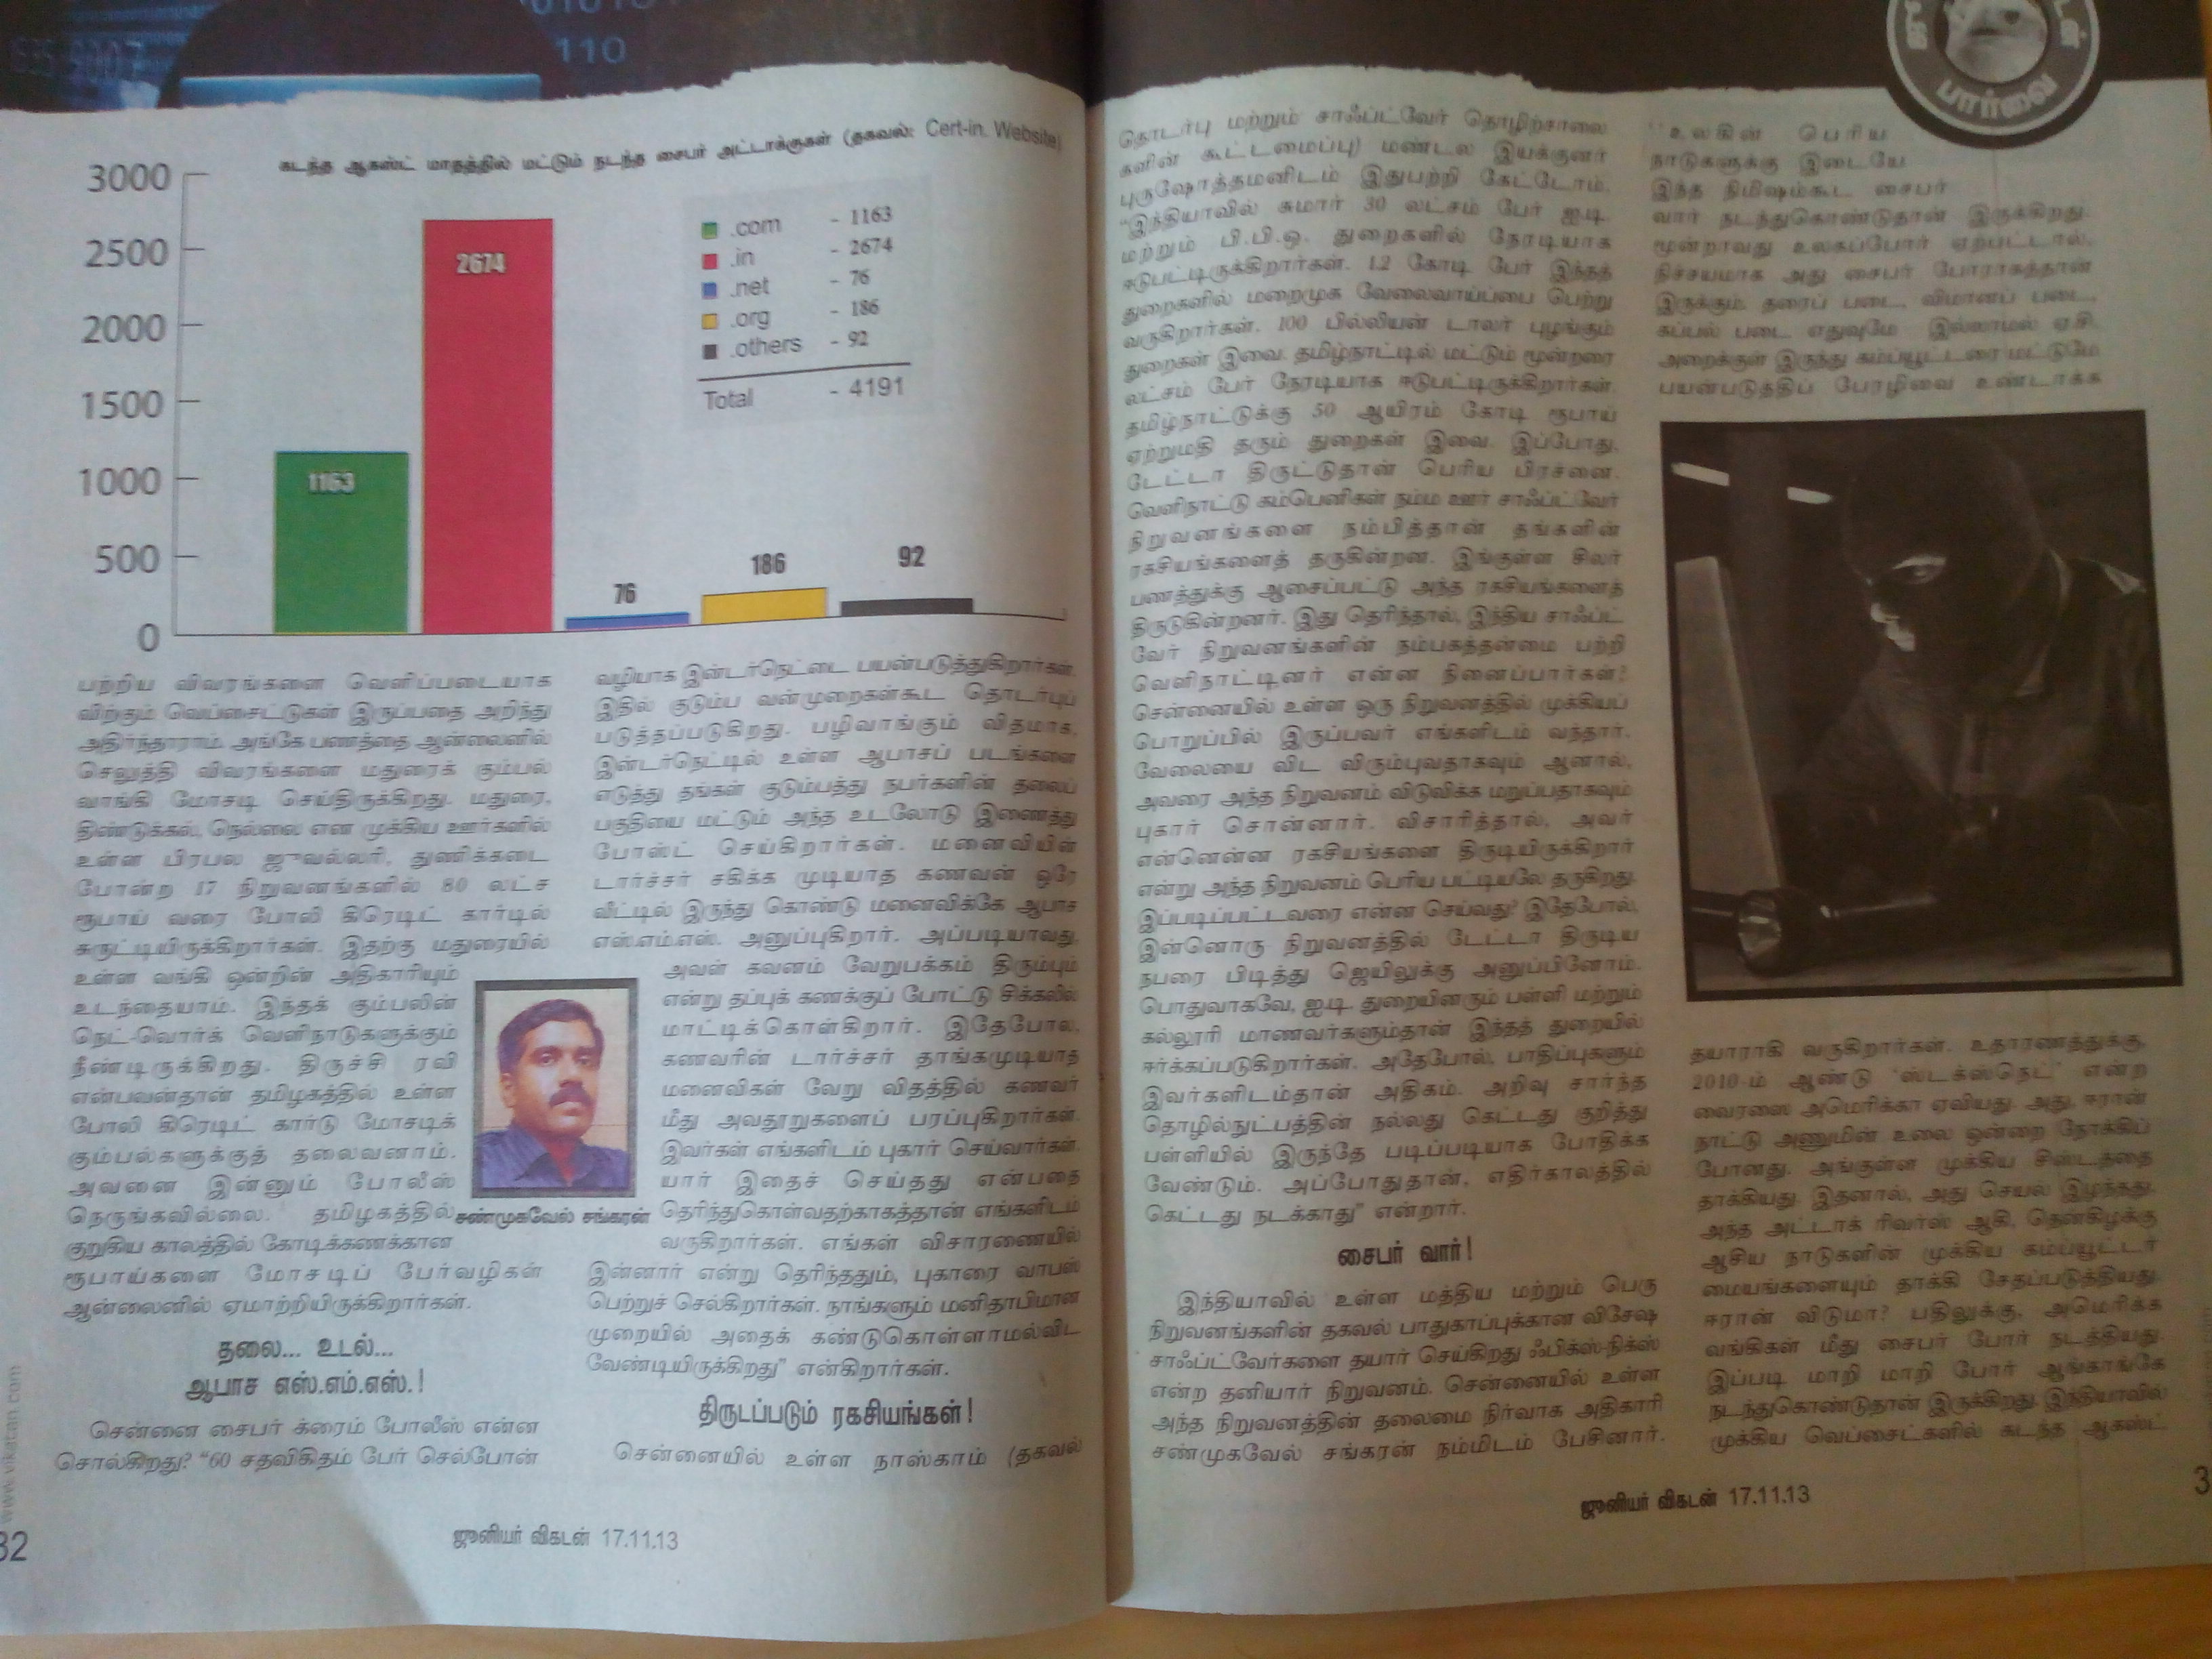 635 9007
110
கடந்த ஆகஸ்ட் மாதத்தில் மட்டும் நடந்த சைபர் அட்டாக்குகள் (தகவல்: Cert-in. Website)
3000
2500
2000
1500
1000
500
0
1163
2674
76
186
92
.com - 1163
.in - 2674
.net - 76
.org - 186
.others - 92
Total - 4191
பற்றிய விவரங்களை வெளிப்படையாக
விற்கும் வெப்சைட்டுகள் இருப்பதை அறிந்து
அதிர்ந்தாராம். அங்கே பணத்தை ஆன்லைனில்
செலுத்தி விவரங்களை மதுரைக் கும்பல்
வாங்கி மோசடி செய்திருக்கிறது. மதுரை,
திண்டுக்கல், நெல்லை என முக்கிய ஊர்களில்
உள்ள பிரபல ஜுவல்லரி, துணிக்கடை
போன்ற 17 நிறுவனங்களில் 80 லட்ச
ரூபாய் வரை போலி கிரெடிட் கார்டில்
சுருட்டியிருக்கிறார்கள். இதற்கு மதுரையில்
உள்ள வங்கி ஒன்றின் அதிகாரியும்
உடந்தையாம். இந்தக் கும்பலின்
நெட்-வொர்க் வெளிநாடுகளுக்கும்
நீண்டிருக்கிறது. திருச்சி ரவி
என்பவன்தான் தமிழகத்தில் உள்ள
போலி கிரெடிட் கார்டு மோசடிக்
கும்பல்களுக்குத் தலைவனாம்.
அவனை இன்னும் போலீஸ்
நெருங்கவில்லை. தமிழகத்தில்
குறுகிய காலத்தில் கோடிக்கணக்கான
ரூபாய்களை மோசடிப் பேர்வழிகள்
ஆன்லைனில் ஏமாற்றியிருக்கிறார்கள்.
தலை... உடல்...
ஆபாச எஸ்.எம்.எஸ்.!
சென்னை சைபர் க்ரைம் போலீஸ் என்ன
சொல்கிறது? “60 சதவிகிதம் பேர் செல்போன்
வழியாக இன்டர்நெட்டை பயன்படுத்துகிறார்கள்.
இதில் குடும்ப வன்முறைகள்கூட தொடர்புப்
படுத்தப்படுகிறது. பழிவாங்கும் விதமாக,
இன்டர்நெட்டில் உள்ள ஆபாசப் படங்களை
எடுத்து தங்கள் குடும்பத்து நபர்களின் தலைப்
பகுதியை மட்டும் அந்த உடலோடு இணைத்து
போஸ்ட் செய்கிறார்கள். மனைவியின்
டார்ச்சர் சகிக்க முடியாத கணவன் ஒரே
வீட்டில் இருந்து கொண்டு மனைவிக்கே ஆபாச
எஸ்.எம்.எஸ். அனுப்புகிறார். அப்படியாவது,
அவள் கவனம் வேறுபக்கம் திரும்பும்
என்று தப்புக் கணக்குப் போட்டு சிக்கலில்
மாட்டிக்கொள்கிறார். இதேபோல,
கணவரின் டார்ச்சர் தாங்கமுடியாத
மனைவிகள் வேறு விதத்தில் கணவர்
மீது அவதூறுகளைப் பரப்புகிறார்கள்.
இவர்கள் எங்களிடம் புகார் செய்வார்கள்.
யார் இதைச் செய்தது என்பதை
தெரிந்துகொள்வதற்காகத்தான் எங்களிடம்
வருகிறார்கள். எங்கள் விசாரணையில்
இன்னார் என்று தெரிந்ததும், புகாரை வாபஸ்
பெற்றுச் செல்கிறார்கள். நாங்களும் மனிதாபிமான
முறையில் அதைக் கண்டுகொள்ளாமல்விட
வேண்டியிருக்கிறது” என்கிறார்கள்.
சண்முகவேல் சங்கரன்
திருடப்படும் ரகசியங்கள்!
சென்னையில் உள்ள நாஸ்காம் (தகவல்
www.vikatan.com
32
ஜூனியர் விகடன் 17.11.13
பார்வை
தொடர்பு மற்றும் சாஃப்ட்வேர் தொழிற்சாலை
களின் கூட்டமைப்பு) மண்டல இயக்குனர்
புருஷோத்தமனிடம் இதுபற்றி கேட்டோம்.
“இந்தியாவில் சுமார் 30 லட்சம் பேர் ஐ.டி.
மற்றும் பி.பி.ஓ. துறைகளில் நேரடியாக
ஈடுபட்டிருக்கிறார்கள். 1.2 கோடி பேர் இந்தத்
துறைகளில் மறைமுக வேலைவாய்ப்பை பெற்று
வருகிறார்கள். 100 பில்லியன் டாலர் புழங்கும்
துறைகள் இவை. தமிழ்நாட்டில் மட்டும் மூன்றரை
லட்சம் பேர் நேரடியாக ஈடுபட்டிருக்கிறார்கள்.
தமிழ்நாட்டுக்கு 50 ஆயிரம் கோடி ரூபாய்
ஏற்றுமதி தரும் துறைகள் இவை. இப்போது,
டேட்டா திருட்டுதான் பெரிய பிரச்னை.
வெளிநாட்டு கம்பெனிகள் நம்ம ஊர் சாஃப்ட்வேர்
நிறுவனங்களை நம்பித்தான் தங்களின்
ரகசியங்களைத் தருகின்றன. இங்குள்ள சிலர்
பணத்துக்கு ஆசைப்பட்டு அந்த ரகசியங்களைத்
திருடுகின்றனர். இது தெரிந்தால், இந்திய சாஃப்ட்
வேர் நிறுவனங்களின் நம்பகத்தன்மை பற்றி
வெளிநாட்டினர் என்ன நினைப்பார்கள்?
சென்னையில் உள்ள ஒரு நிறுவனத்தில் முக்கியப்
பொறுப்பில் இருப்பவர் எங்களிடம் வந்தார்.
வேலையை விட விரும்புவதாகவும் ஆனால்,
அவரை அந்த நிறுவனம் விடுவிக்க மறுப்பதாகவும்
புகார் சொன்னார். விசாரித்தால், அவர்
என்னென்ன ரகசியங்களை திருடியிருக்கிறார்
என்று அந்த நிறுவனம் பெரிய பட்டியலே தருகிறது.
இப்படிப்பட்டவரை என்ன செய்வது? இதேபோல்,
இன்னொரு நிறுவனத்தில் டேட்டா திருடிய
நபரை பிடித்து ஜெயிலுக்கு அனுப்பினோம்.
பொதுவாகவே, ஐ.டி. துறையினரும் பள்ளி மற்றும்
கல்லூரி மாணவர்களும்தான் இந்தத் துறையில்
ஈர்க்கப்படுகிறார்கள். அதேபோல், பாதிப்புகளும்
இவர்களிடம்தான் அதிகம். அறிவு சார்ந்த
தொழில்நுட்பத்தின் நல்லது கெட்டது குறித்து
பள்ளியில் இருந்தே படிப்படியாக போதிக்க
வேண்டும். அப்போதுதான், எதிர்காலத்தில்
கெட்டது நடக்காது” என்றார்.
சைபர் வார்!
இந்தியாவில் உள்ள மத்திய மற்றும் பெரு
நிறுவனங்களின் தகவல் பாதுகாப்புக்கான விசேஷ
சாஃப்ட்வேர்களை தயார் செய்கிறது ஃபிக்ஸ்-நிக்ஸ்
என்ற தனியார் நிறுவனம். சென்னையில் உள்ள
அந்த நிறுவனத்தின் தலைமை நிர்வாக அதிகாரி
சண்முகவேல் சங்கரன் நம்மிடம் பேசினார்.
“உலகின் பெரிய
நாடுகளுக்கு இடையே
இந்த நிமிஷம்கூட சைபர்
வார் நடந்துகொண்டுதான் இருக்கிறது.
மூன்றாவது உலகப்போர் ஏற்பட்டால்,
நிச்சயமாக அது சைபர் போராகத்தான்
இருக்கும். தரைப் படை, விமானப் படை,
கப்பல் படை எதுவுமே இல்லாமல் ஏ.சி.
அறைக்குள் இருந்து கம்ப்யூட்டரை மட்டுமே
பயன்படுத்திப் பேரழிவை உண்டாக்க
தயாராகி வருகிறார்கள். உதாரணத்துக்கு,
2010-ம் ஆண்டு ‘ஸ்டக்ஸ்நெட்’ என்ற
வைரஸை அமெரிக்கா ஏவியது. அது, ஈரான்
நாட்டு அணுமின் உலை ஒன்றை நோக்கிப்
போனது. அங்குள்ள முக்கிய சிஸ்டத்தை
தாக்கியது. இதனால், அது செயல் இழந்தது.
அந்த அட்டாக் ரிவர்ஸ் ஆகி, தென்கிழக்கு
ஆசிய நாடுகளின் முக்கிய கம்ப்யூட்டர்
மையங்களையும் தாக்கி சேதப்படுத்தியது.
ஈரான் விடுமா? பதிலுக்கு, அமெரிக்க
வங்கிகள் மீது சைபர் போர் நடத்தியது.
இப்படி மாறி மாறி போர் ஆங்காங்கே
நடந்துகொண்டுதான் இருக்கிறது. இந்தியாவில்
முக்கிய வெப்சைட்களில் கடந்த ஆகஸ்ட்
ஜூனியர் விகடன் 17.11.13